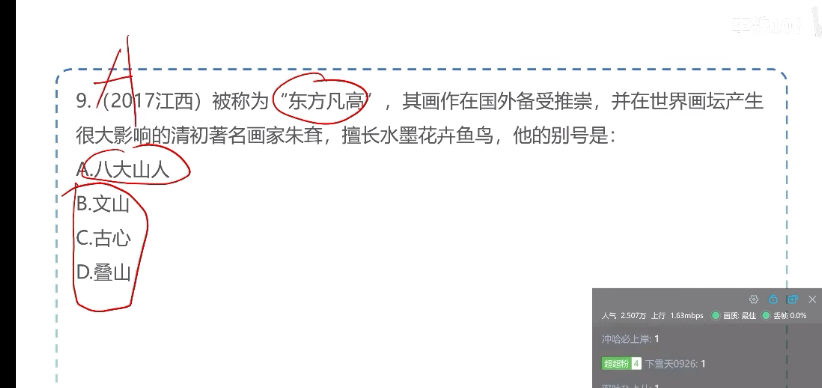 A
9.（2017江西）被称为“东方凡高”，其画作在国外备受推崇，并在世界画坛产生
很大影响的清初著名画家朱耷，擅长水墨花卉鱼鸟，他的别号是：
A.八大山人
B.文山
C.古心
D.叠山
人气 2.507万 上行 1.63mbps 画质: 最佳 丢帧 0.0%
冲哈必上岸: 1
超超粉 4 下雪天0926: 1